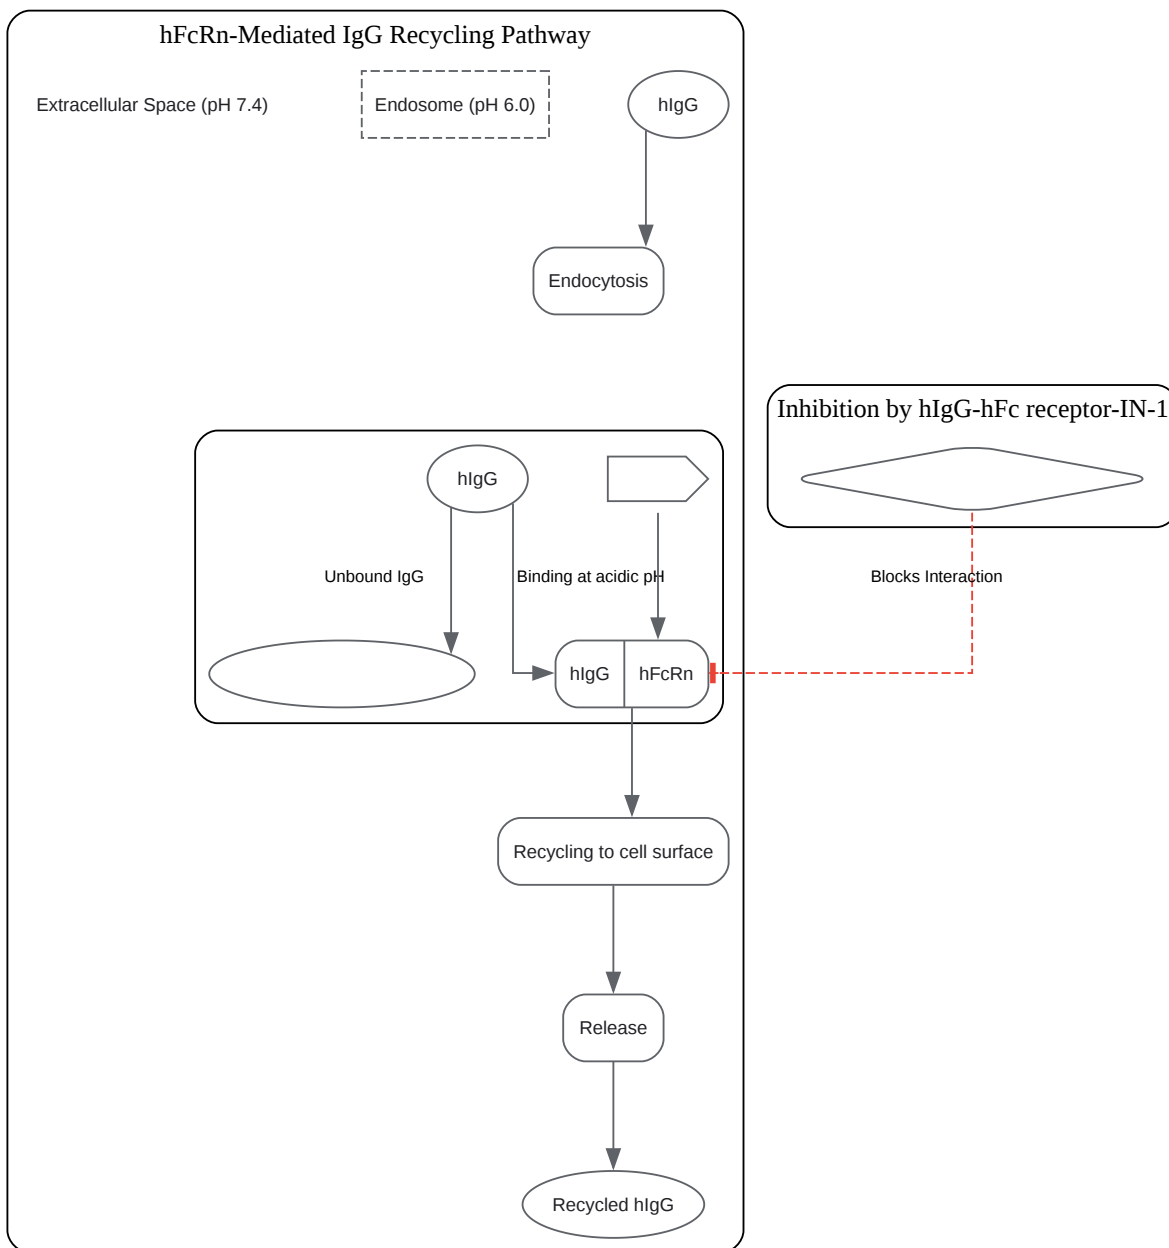 hFcRn-Mediated IgG Recycling Pathway
Extracellular Space (pH 7.4)
Endosome (pH 6.0)
hIgG
Endocytosis
Inhibition by hIgG-hFc receptor-IN-1
hIgG
Unbound IgG
Binding at acidic pH
Blocks Interaction
hIgG
hFcRn
Recycling to cell surface
Release
Recycled hIgG